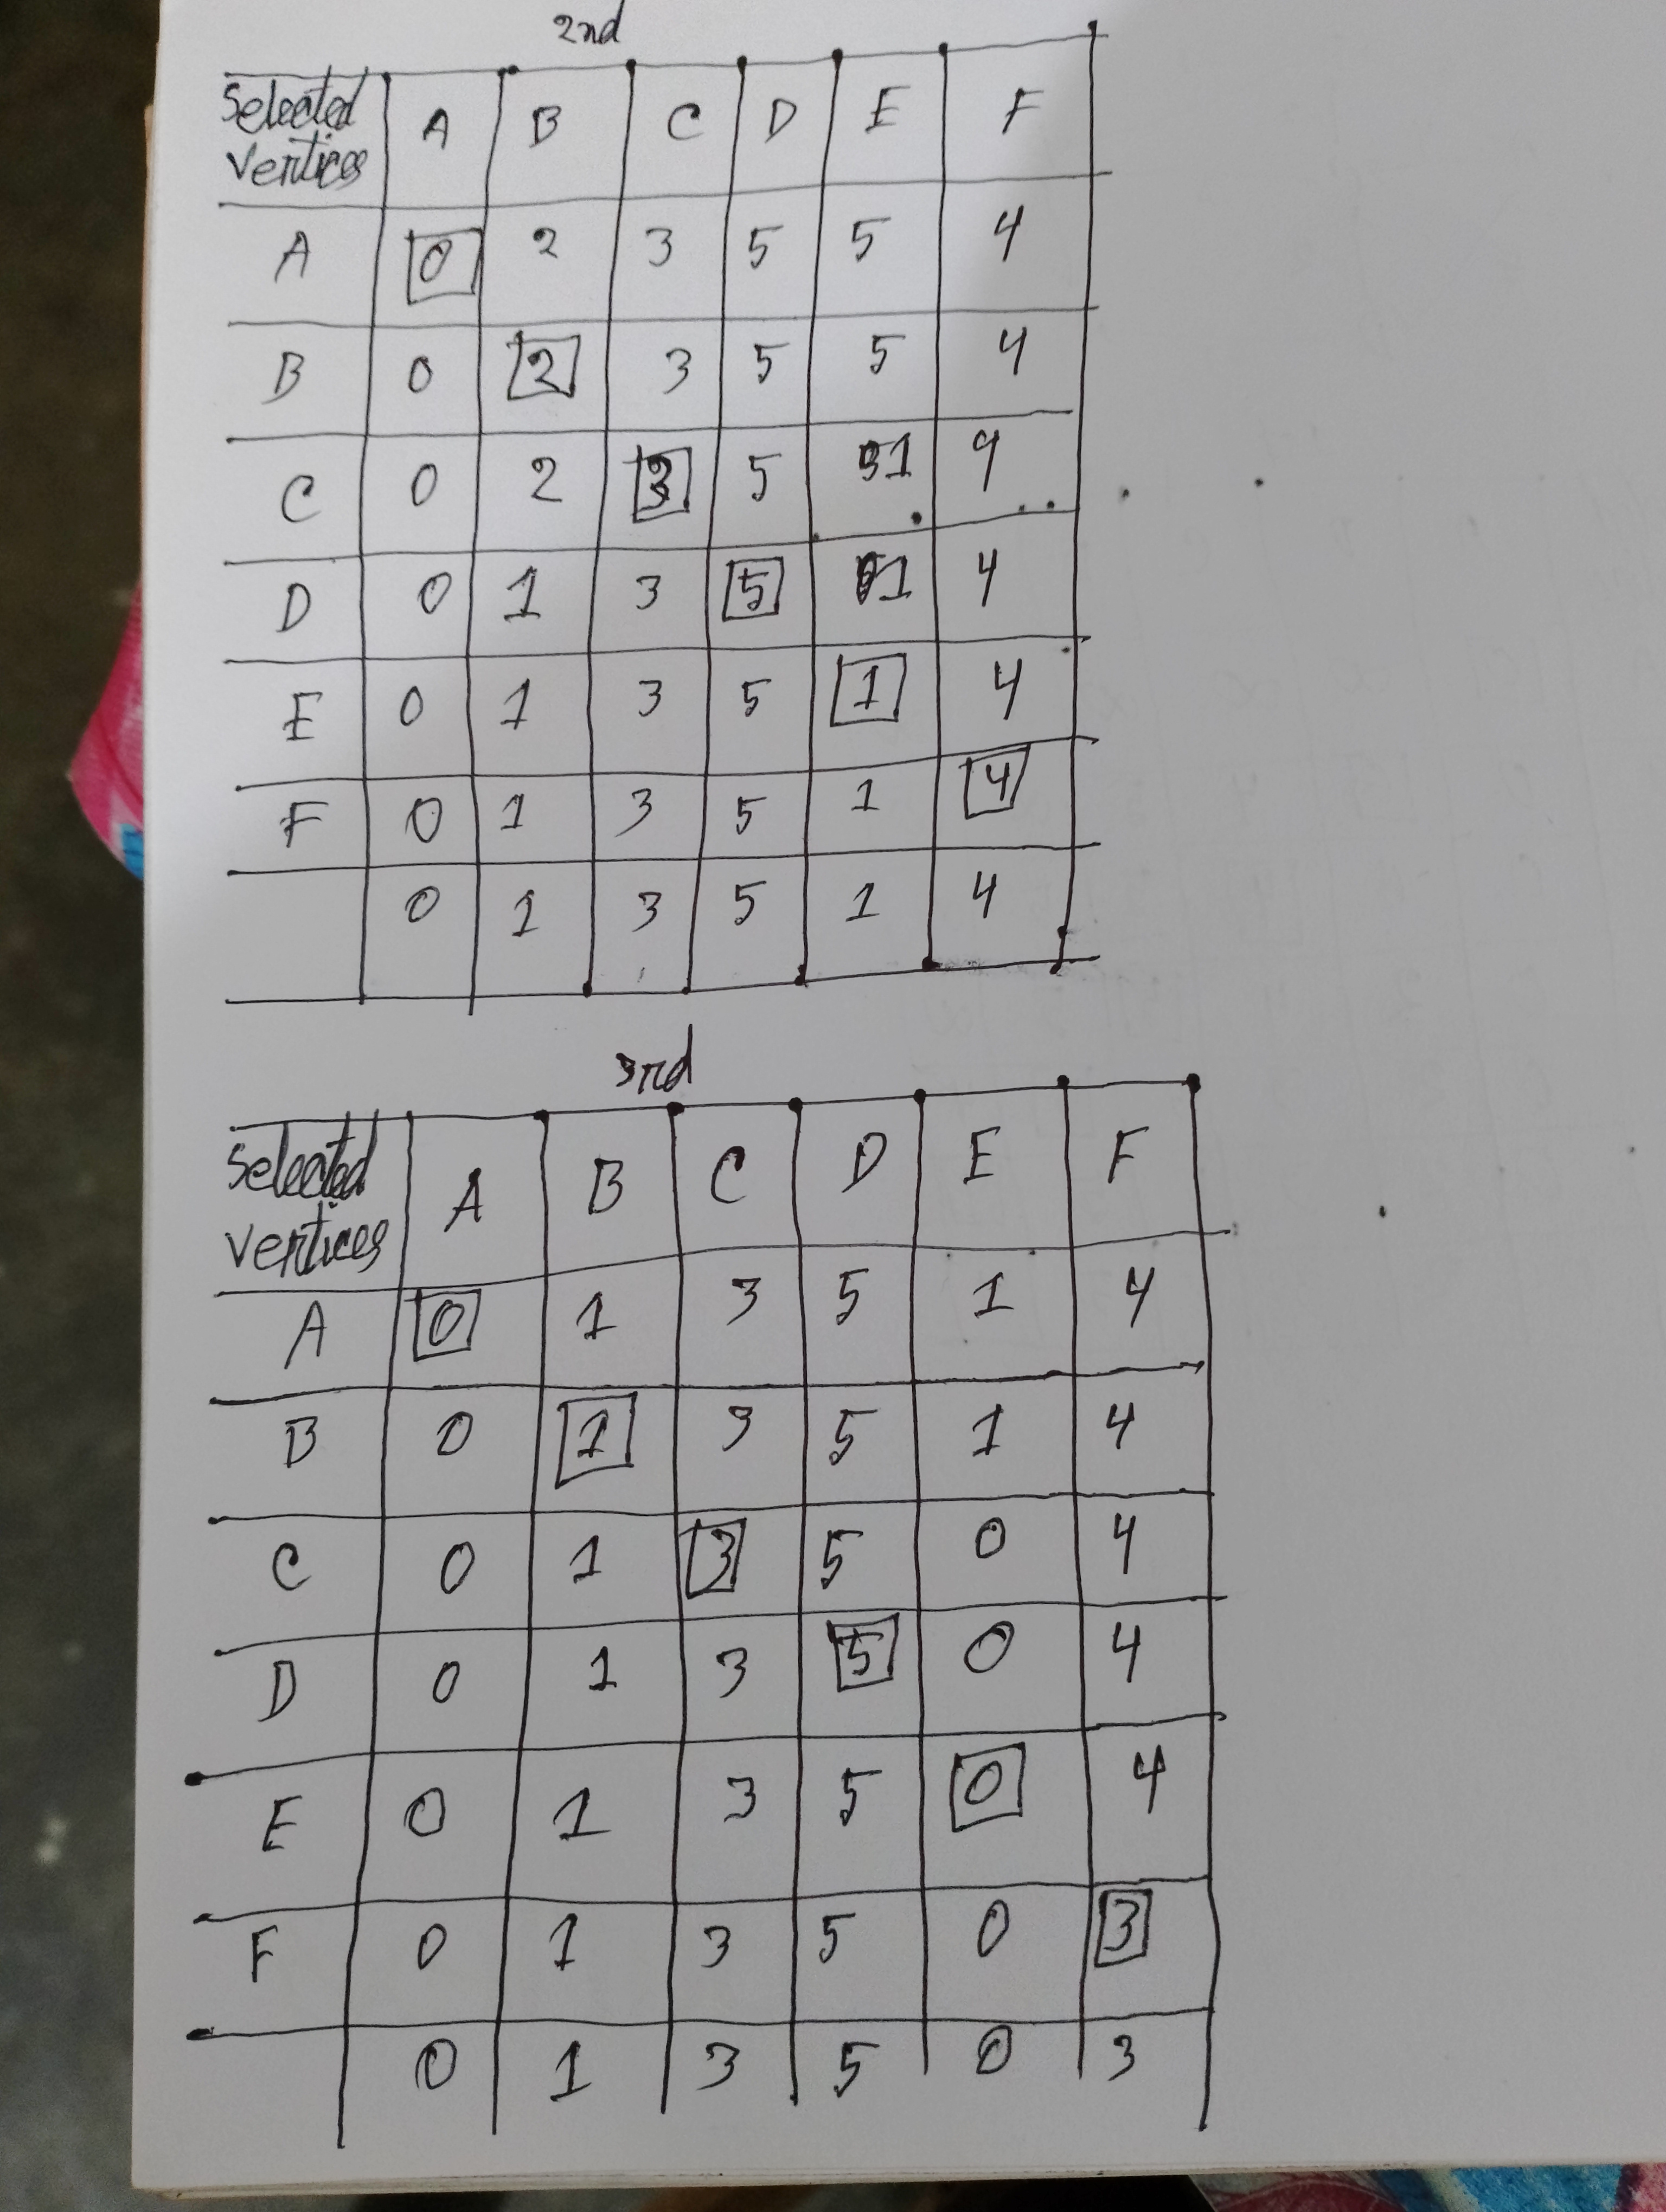 2nd
Selected vertices A B C D E F
A 0 2 3 5 5 4
B 0 2 3 5 5 4
C 0 2 3 5 1 4
D 0 1 3 5 1 4
E 0 1 3 5 1 4
F 0 1 3 5 1 4
0 1 3 5 1 4
3rd
Selected vertices A B C D E F
A 0 1 3 5 1 4
B 0 1 3 5 1 4
C 0 1 3 5 0 4
D 0 1 3 5 0 4
E 0 1 3 5 0 4
F 0 1 3 5 0 3
0 1 3 5 0 3